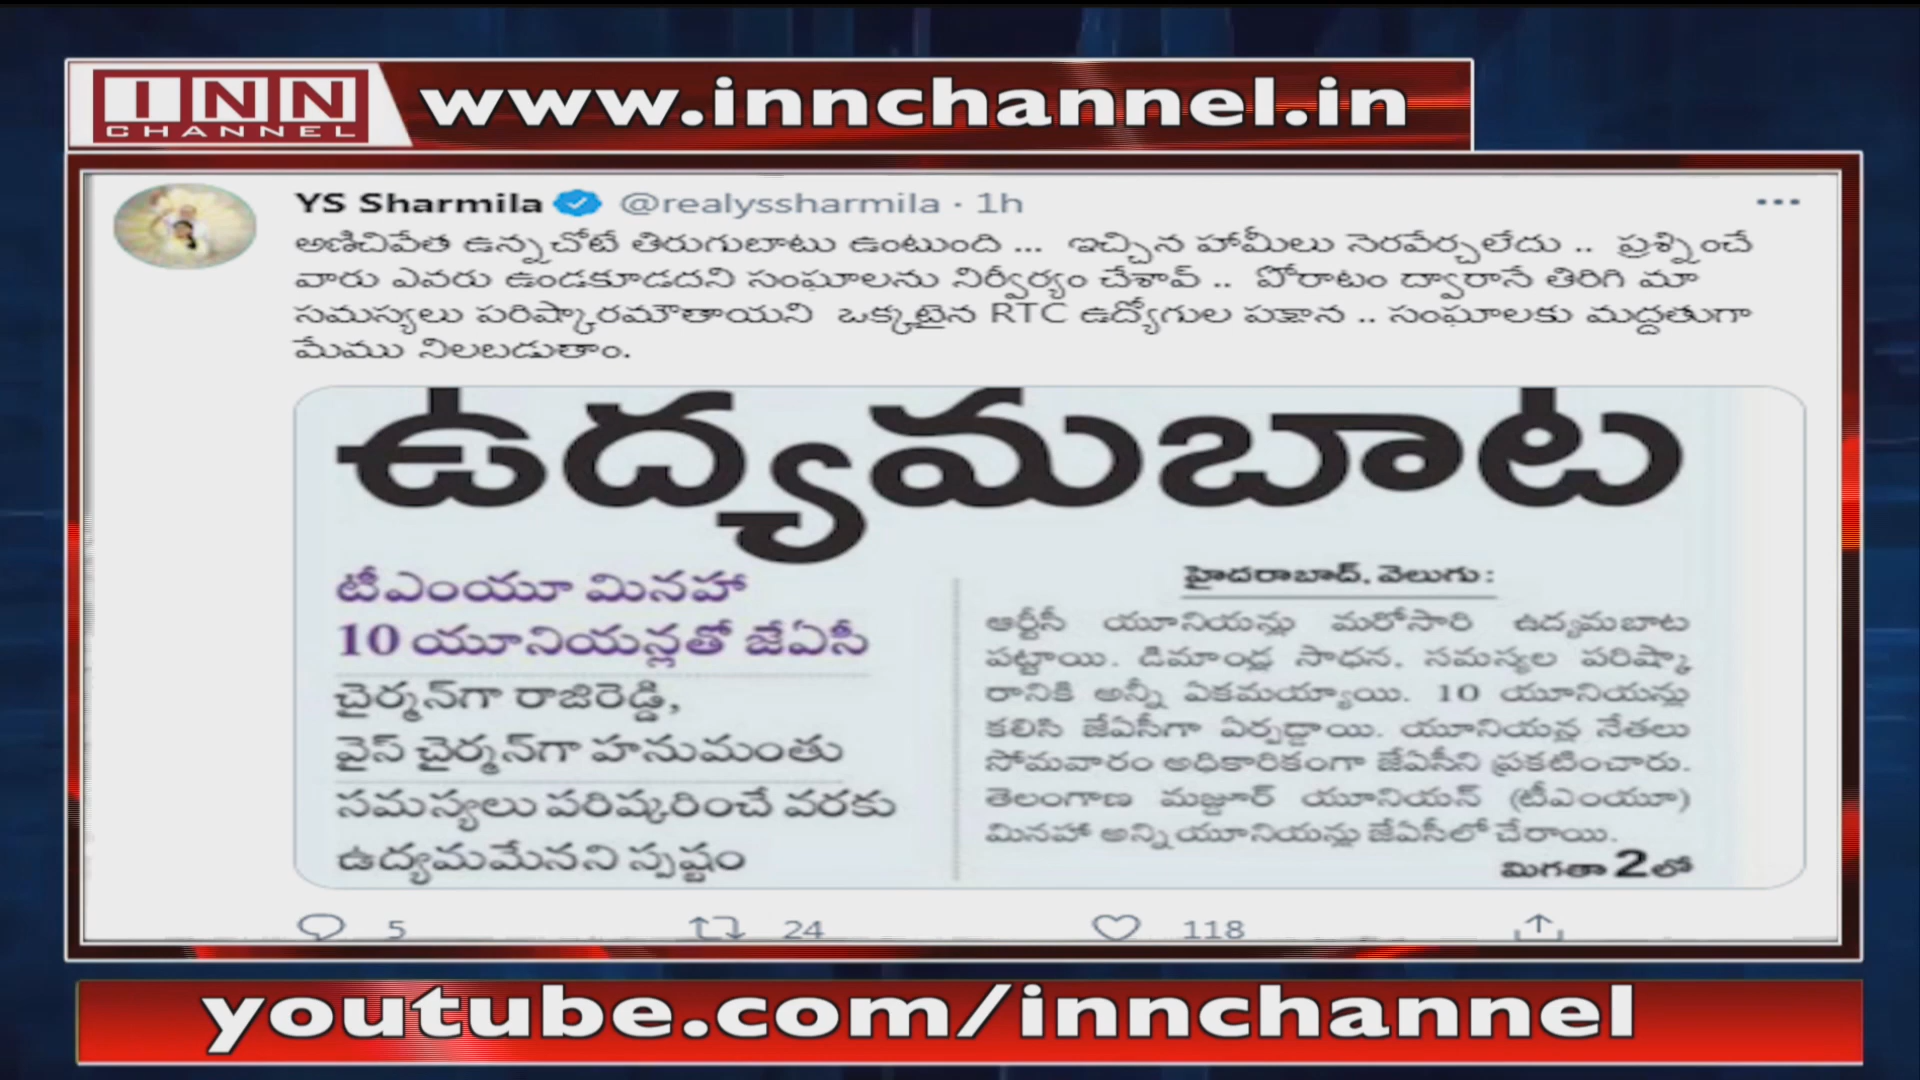 INN
CHANNEL
www.innchannel.in
YS Sharmila @realyssharmila · 1h
అణిచివేత ఉన్నచోటే తిరుగుబాటు ఉంటుంది ... ఇచ్చిన హామీలు నెరవేర్చలేదు .. ప్రశ్నించే
వారు ఎవరు ఉండకూడదని సంఘాలను నిర్వీర్యం చేశావ్ .. పోరాటం ద్వారానే తిరిగి మా
సమస్యలు పరిష్కారమౌతాయని ఒక్కటైన RTC ఉద్యోగుల పక్షాన .. సంఘాలకు మద్దతుగా
మేము నిలబడుతాం.
ఉద్యమబాట
టీఎంయూ మినహా
10 యూనియన్లతో జేఏసీ
చైర్మన్‌గా రాజిరెడ్డి,
వైస్ చైర్మన్‌గా హనుమంతు
సమస్యలు పరిష్కరించే వరకు
ఉద్యమమేనని స్పష్టం
హైదరాబాద్, వెలుగు:
ఆర్టీసీ యూనియన్లు మరోసారి ఉద్యమబాట
పట్టాయి. డిమాండ్ల సాధన, సమస్యల పరిష్కా
రానికి అన్నీ ఏకమయ్యాయి. 10 యూనియన్లు
కలిసి జేఏసీగా ఏర్పడ్డాయి. యూనియన్ల నేతలు
సోమవారం అధికారికంగా జేఏసీని ప్రకటించారు.
తెలంగాణ మజ్దూర్ యూనియన్ (టీఎంయూ)
మినహా అన్ని యూనియన్లు జేఏసీలో చేరాయి.
మిగతా 2లో
5 24 118
youtube.com/innchannel